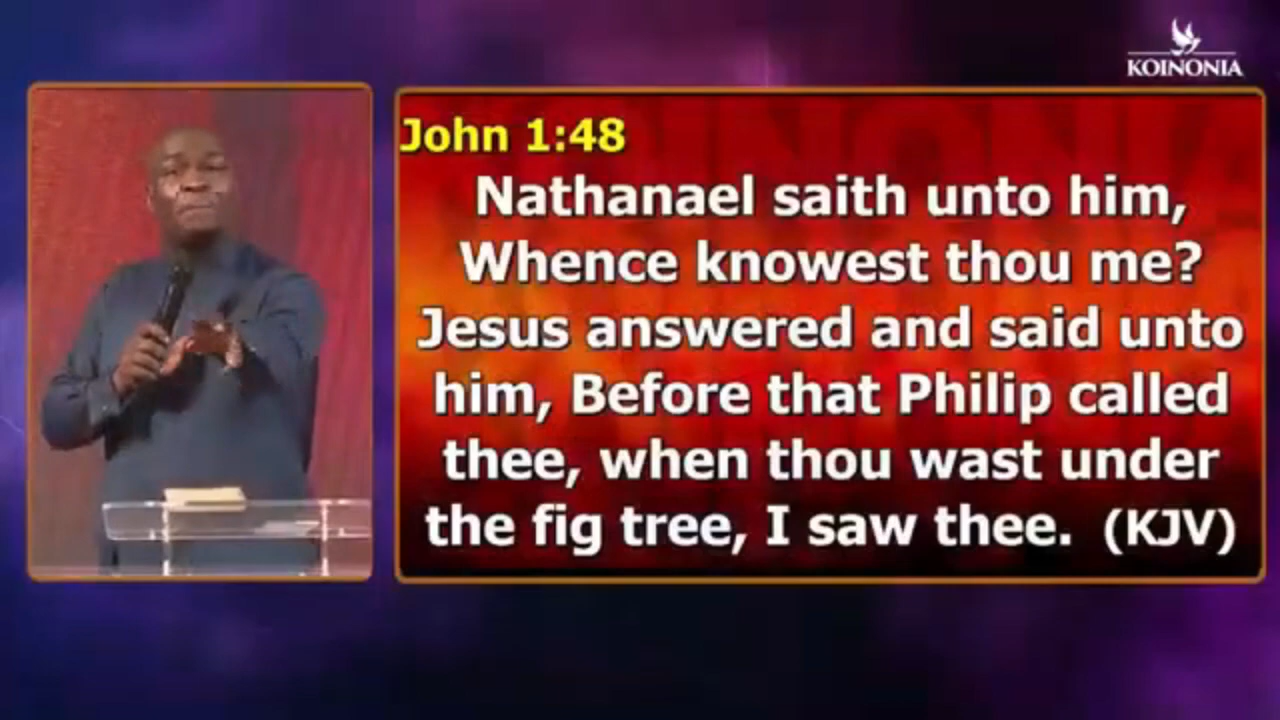 KOINONIA
John 1:48
Nathanael saith unto him,
Whence knowest thou me?
Jesus answered and said unto
him, Before that Philip called
thee, when thou wast under
the fig tree, I saw thee. (KJV)